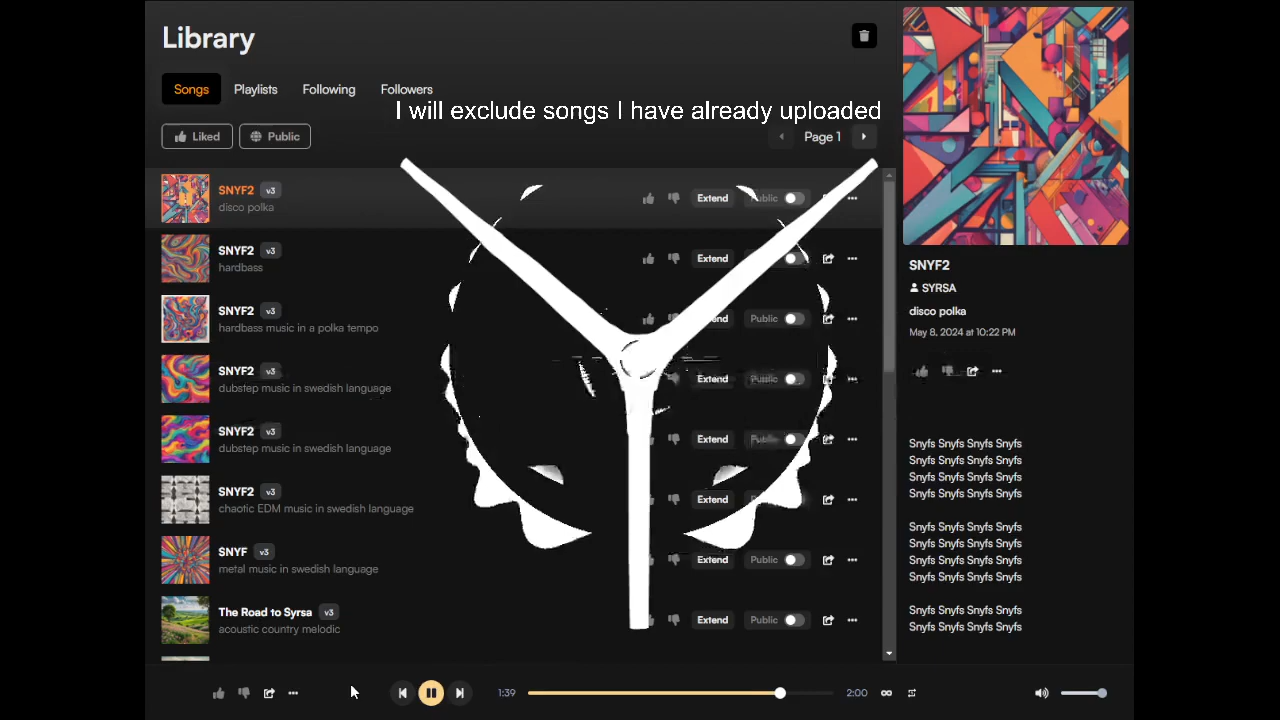 Library
Songs Playlists Following Followers
I will exclude songs I have already uploaded
Liked Public Page 1
SNYF2 v3
disco polka
Extend Public
SNYF2 v3
hardbass
Extend
SNYF2 v3
hardbass music in a polka tempo
Public
SNYF2 v3
dubstep music in swedish language
Extend Public
SNYF2 v3
dubstep music in swedish language
Extend Public
SNYF2 v3
chaotic EDM music in swedish language
Extend
SNYF v3
metal music in swedish language
Extend Public
The Road to Syrsa v3
acoustic country melodic
Extend Public
SNYF2
SYRSA
disco polka
May 8, 2024 at 10:22 PM
Snyfs Snyfs Snyfs Snyfs
Snyfs Snyfs Snyfs Snyfs
Snyfs Snyfs Snyfs Snyfs
Snyfs Snyfs Snyfs Snyfs
Snyfs Snyfs Snyfs Snyfs
Snyfs Snyfs Snyfs Snyfs
Snyfs Snyfs Snyfs Snyfs
Snyfs Snyfs Snyfs Snyfs
Snyfs Snyfs Snyfs Snyfs
Snyfs Snyfs Snyfs Snyfs
1:39 2:00